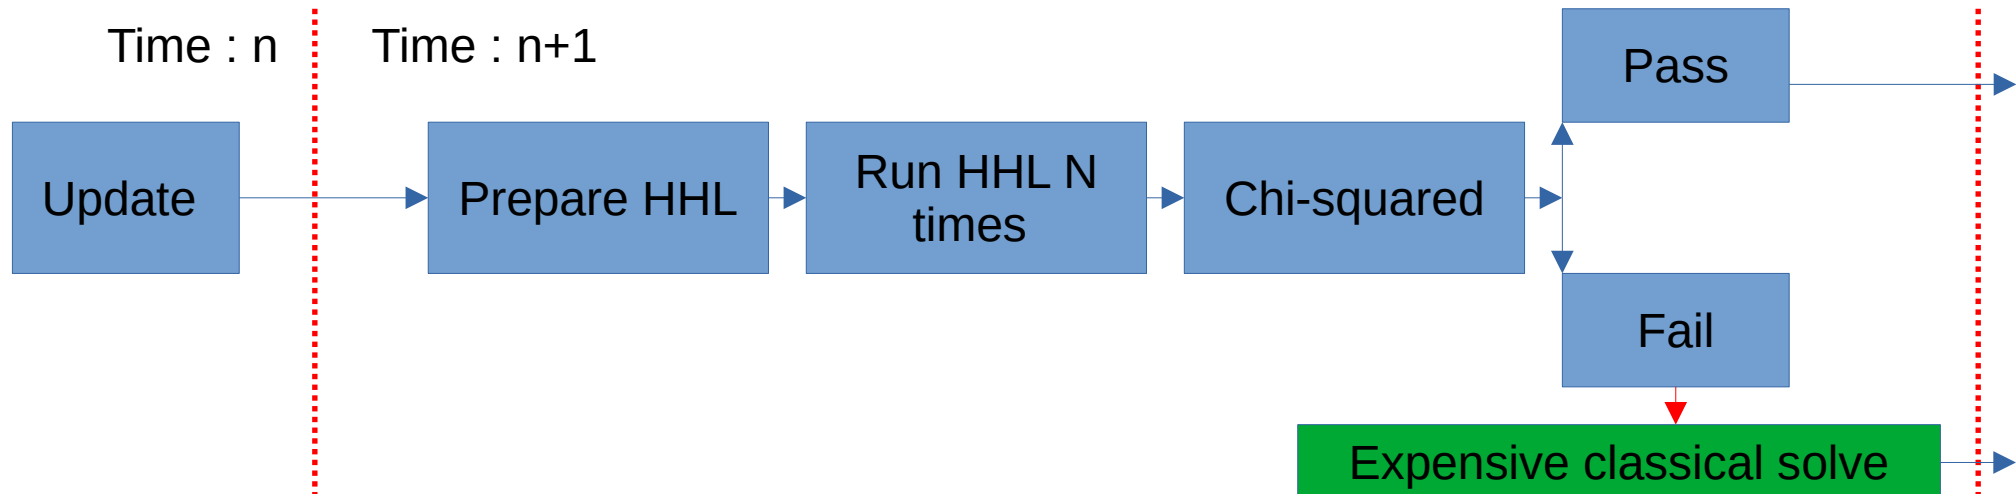 Time : n
Time : n+1
Pass
Update
Prepare HHL
Run HHL N
times
Chi-squared
Fail
Expensive classical solve